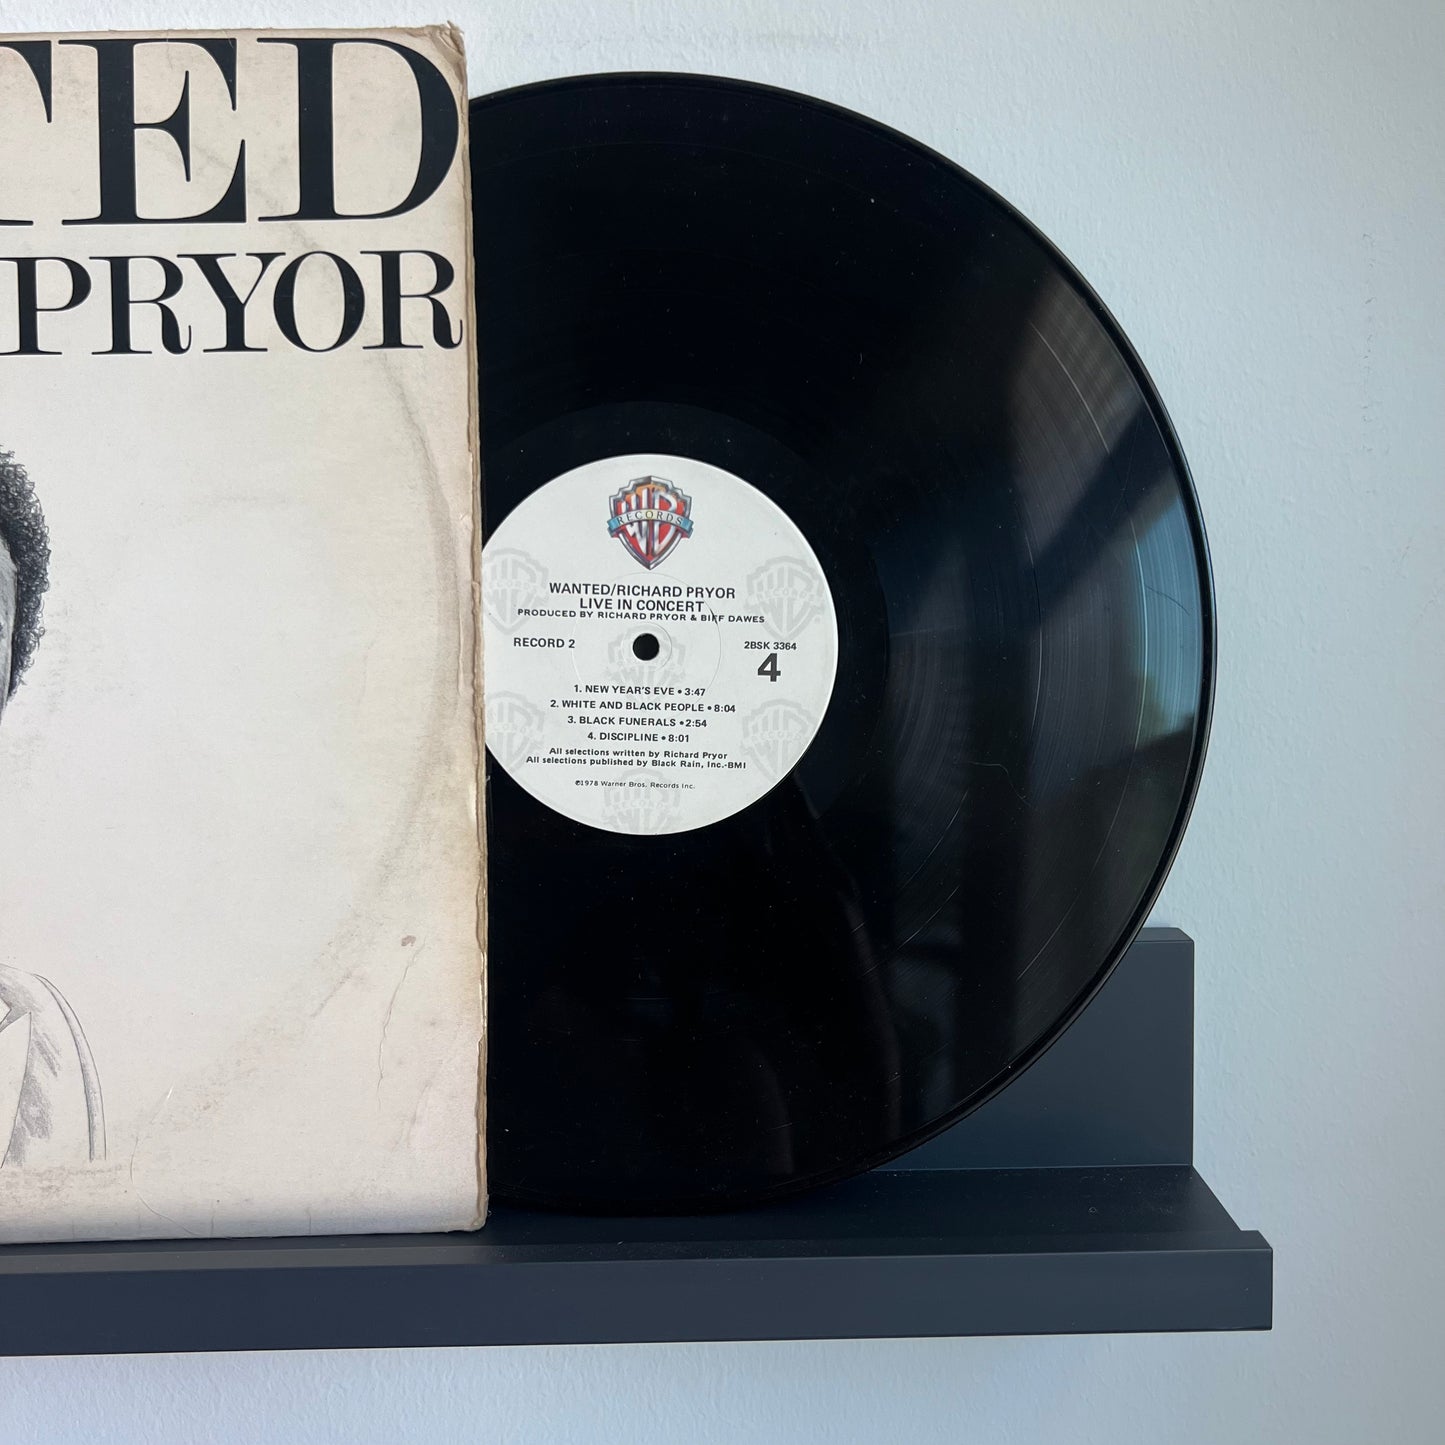 TED
PRYOR
WB
RECORDS
WANTED/RICHARD PRYOR
LIVE IN CONCERT
PRODUCED BY RICHARD PRYOR & BIFF DAWES
RECORD 2
2BSK 3364
4
1. NEW YEAR'S EVE • 3:47
2. WHITE AND BLACK PEOPLE • 8:04
3. BLACK FUNERALS • 2:54
4. DISCIPLINE • 8:01
All selections written by Richard Pryor
All selections published by Black Rain, Inc.-BMI
℗1978 Warner Bros. Records Inc.